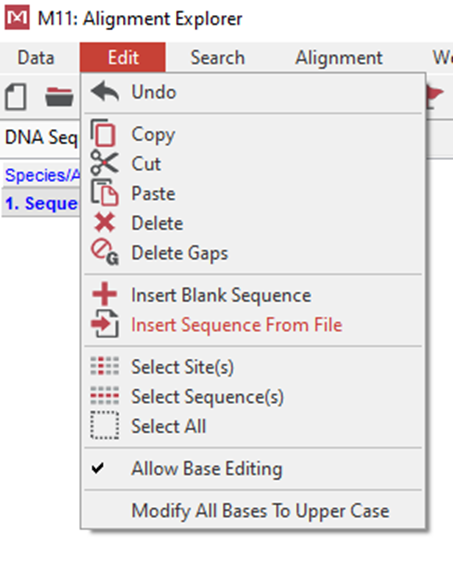 M11: Alignment Explorer
Data Edit Search Alignment
Undo
DNA Seq
Copy
Cut
Species/A
Paste
1. Seque
Delete
Delete Gaps
Insert Blank Sequence
Insert Sequence From File
Select Site(s)
Select Sequence(s)
Select All
Allow Base Editing
Modify All Bases To Upper Case